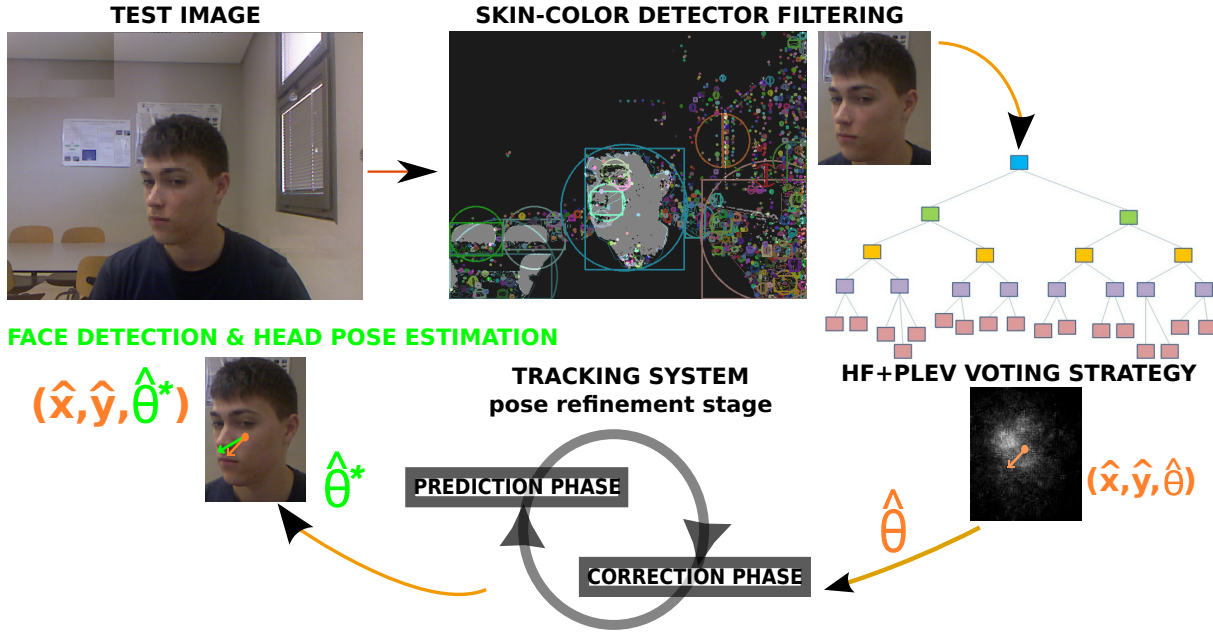 TEST IMAGE
SKIN-COLOR DETECTOR FILTERING
FACE DETECTION & HEAD POSE ESTIMATION
(x̂,ŷ,θ̂*)
θ̂*
TRACKING SYSTEM
pose refinement stage
PREDICTION PHASE
CORRECTION PHASE
HF+PLEV VOTING STRATEGY
(x̂,ŷ,θ̂)
θ̂